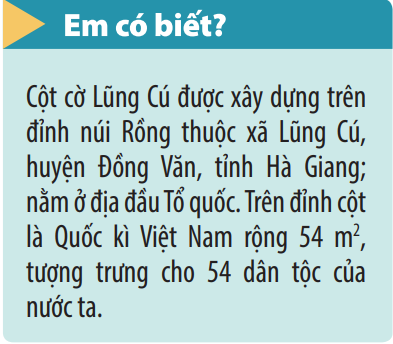 Em có biết?
Cột cờ Lũng Cú được xây dựng trên
đỉnh núi Rồng thuộc xã Lũng Cú,
huyện Đồng Văn, tỉnh Hà Giang;
nằm ở địa đầu Tổ quốc. Trên đỉnh cột
là Quốc kì Việt Nam rộng 54 m²,
tượng trưng cho 54 dân tộc của
nước ta.